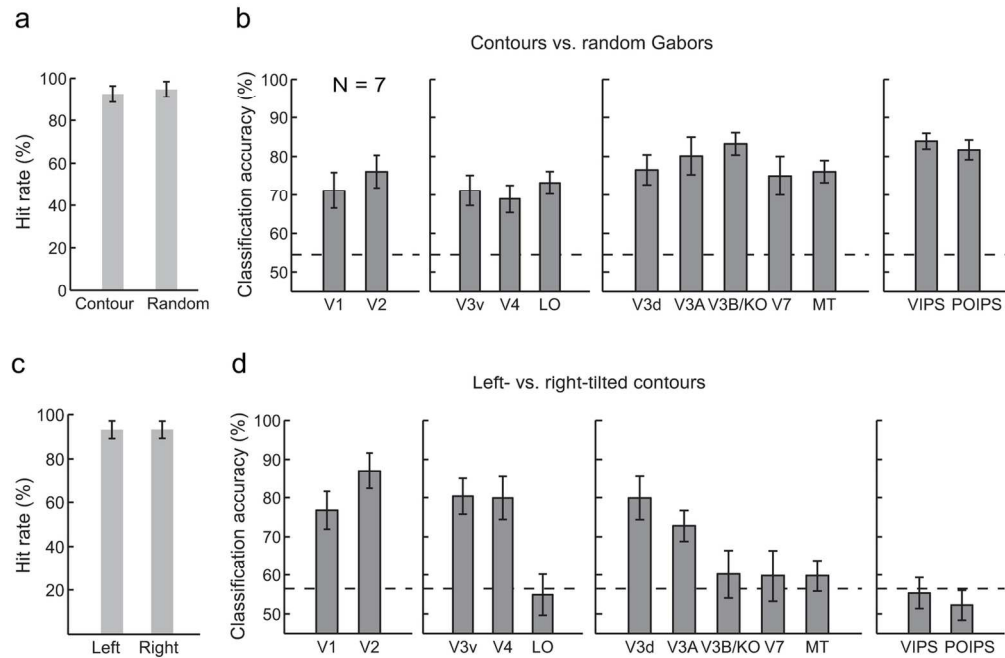 a
Hit rate (%)
100
80
60
40
20
0
Contour Random
b
Contours vs. random Gabors
Classification accuracy (%)
N = 7
100
90
80
70
60
50
V1 V2 V3v V4 LO V3d V3A V3B/KO V7 MT VIPS POIPS
c
Hit rate (%)
100
80
60
40
20
Left Right
d
Left- vs. right-tilted contours
Classification accuracy (%)
100
90
80
70
60
50
V1 V2 V3v V4 LO V3d V3A V3B/KO V7 MT VIPS POIPS